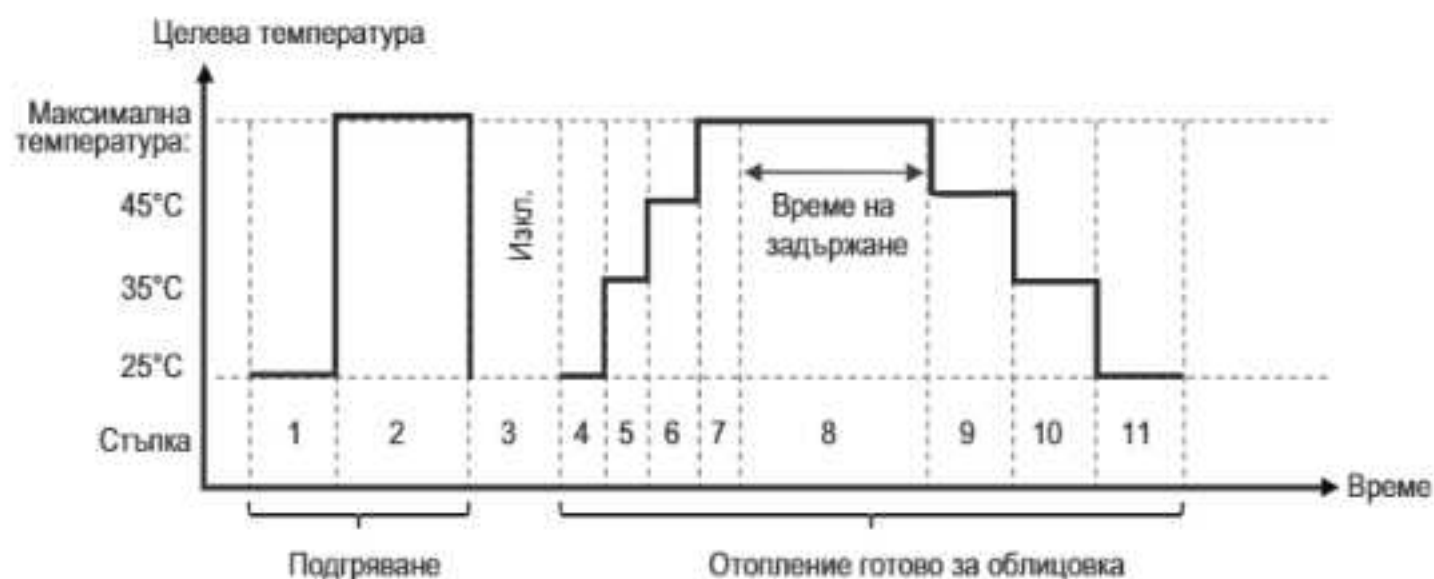 Целева температура
Максимална
температура:
45°C
Изкл.
Време на
задържане
35°C
25°C
Стъпка 1 2 3 4 5 6 7 8 9 10 11
Време
Подгряване Отопление готово за облицовка